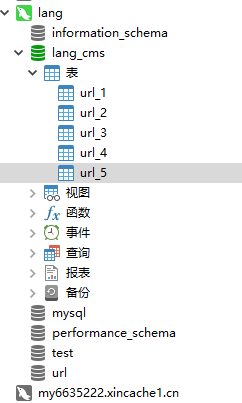 lang
information_schema
lang_cms
表
url_1
url_2
url_3
url_4
url_5
视图
函数
事件
查询
报表
备份
mysql
performance_schema
test
url
my6635222.xincache1.cn